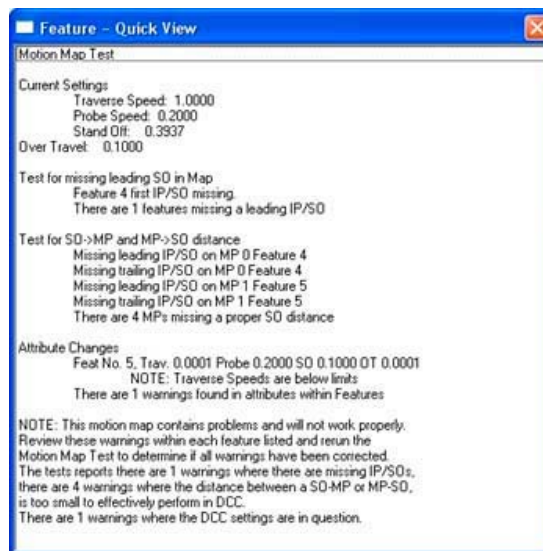 Feature - Quick View
Motion Map Test
Current Settings
Traverse Speed: 1.0000
Probe Speed: 0.2000
Stand Off: 0.3937
Over Travel: 0.1000
Test for missing leading SO in Map
Feature 4 first IP/SO missing.
There are 1 features missing a leading IP/SO
Test for SO->MP and MP->SO distance
Missing leading IP/SO on MP 0 Feature 4
Missing trailing IP/SO on MP 0 Feature 4
Missing leading IP/SO on MP 1 Feature 5
Missing trailing IP/SO on MP 1 Feature 5
There are 4 MPs missing a proper SO distance
Attribute Changes
Feat No. 5, Trav. 0.0001 Probe 0.2000 SO 0.1000 OT 0.0001
NOTE: Traverse Speeds are below limits
There are 1 warnings found in attributes within Features
NOTE: This motion map contains problems and will not work properly.
Review these warnings within each feature listed and rerun the
Motion Map Test to determine if all warnings have been corrected.
The tests reports there are 1 warnings where there are missing IP/SOs,
there are 4 warnings where the distance between a SO-MP or MP-SO,
is too small to effectively perform in DCC.
There are 1 warnings where the DCC settings are in question.